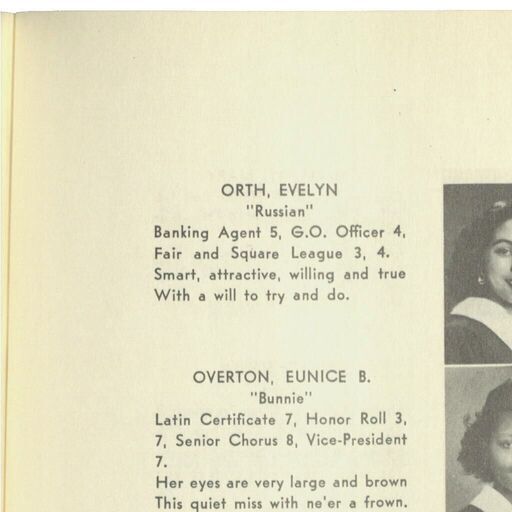 ORTH, EVELYN
"Russian"
Banking Agent 5, G.O. Officer 4,
Fair and Square League 3, 4.
Smart, attractive, willing and true
With a will to try and do.
OVERTON, EUNICE B.
"Bunnie"
Latin Certificate 7, Honor Roll 3,
7, Senior Chorus 8, Vice-President
7.
Her eyes are very large and brown
This quiet miss with ne'er a frown.